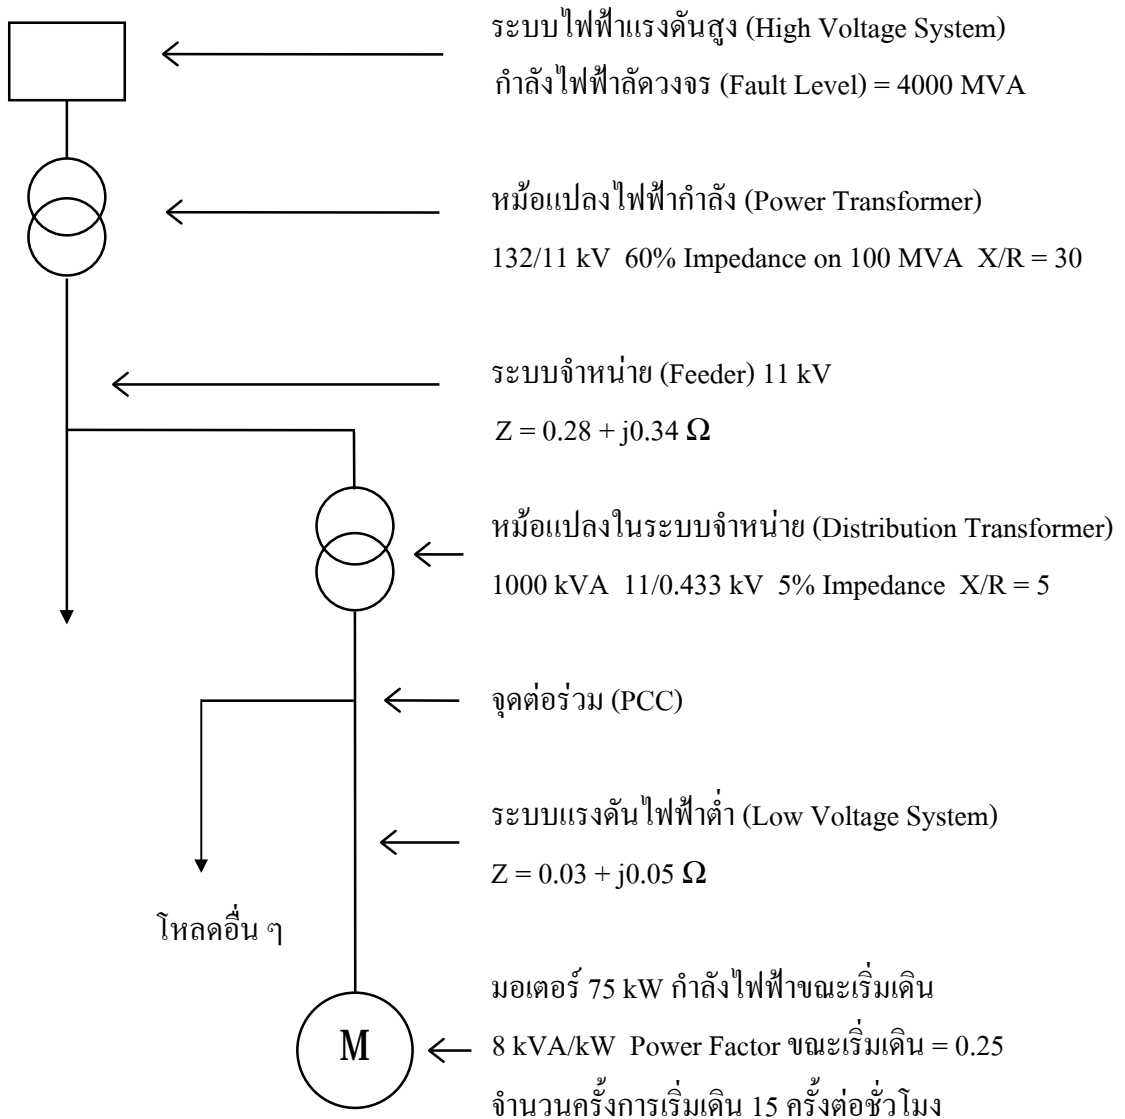 ระบบไฟฟ้าแรงดันสูง (High Voltage System)
กำลังไฟฟ้าลัดวงจร (Fault Level) = 4000 MVA
หม้อแปลงไฟฟ้ากำลัง (Power Transformer)
132/11 kV 60% Impedance on 100 MVA X/R = 30
ระบบจำหน่าย (Feeder) 11 kV
Z = 0.28 + j0.34 Ω
หม้อแปลงในระบบจำหน่าย (Distribution Transformer)
1000 kVA 11/0.433 kV 5% Impedance X/R = 5
จุดต่อร่วม (PCC)
ระบบแรงดันไฟฟ้าต่ำ (Low Voltage System)
Z = 0.03 + j0.05 Ω
โหลดอื่น ๆ
มอเตอร์ 75 kW กำลังไฟฟ้าขณะเริ่มเดิน
M
8 kVA/kW Power Factor ขณะเริ่มเดิน = 0.25
จำนวนครั้งการเริ่มเดิน 15 ครั้งต่อชั่วโมง